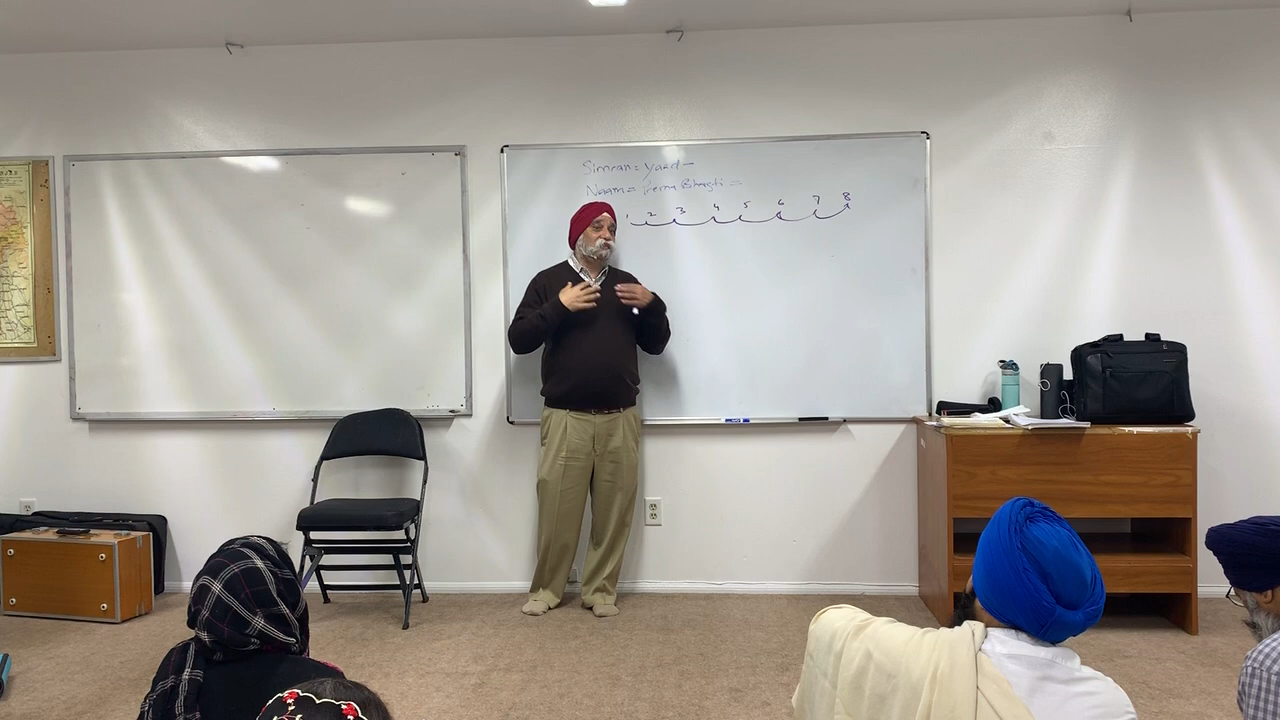 Simran = Yaad -
Naam = Prema Bhagti =
1 2 3 4 5 6 7 8